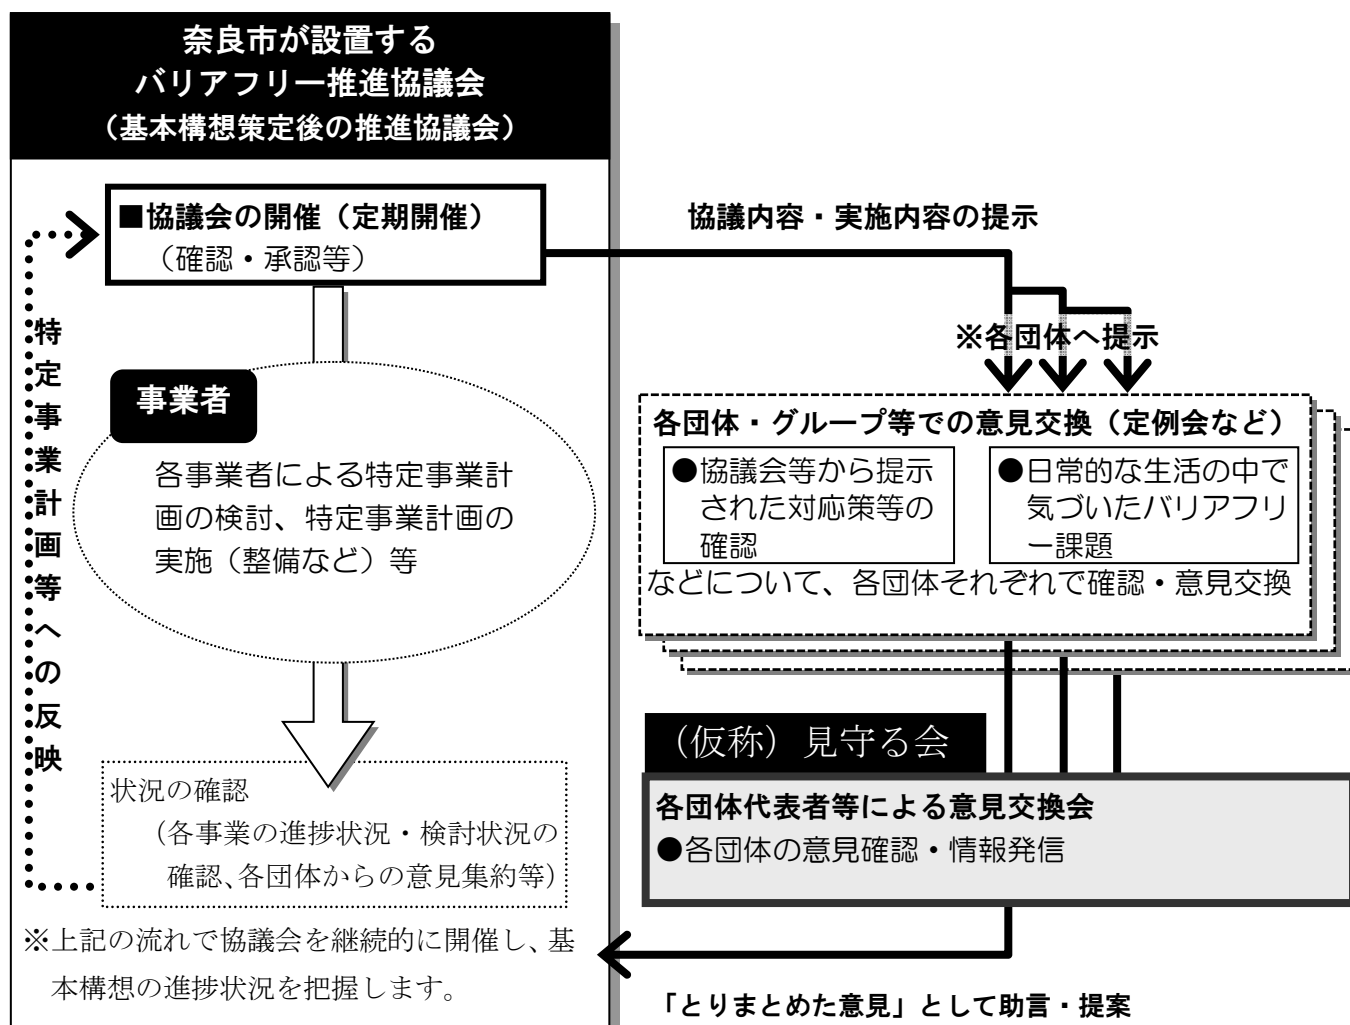 奈良市が設置する
バリアフリー推進協議会
（基本構想策定後の推進協議会）
■協議会の開催（定期開催）
（確認・承認等）
特定事業計画等への反映
事業者
各事業者による特定事業計
画の検討、特定事業計画の
実施（整備など）等
状況の確認
（各事業の進捗状況・検討状況の
確認、各団体からの意見集約等）
※上記の流れで協議会を継続的に開催し、基
本構想の進捗状況を把握します。
協議内容・実施内容の提示
※各団体へ提示
各団体・グループ等での意見交換（定例会など）
●協議会等から提示
された対応策等の
確認
●日常的な生活の中で
気づいたバリアフリ
ー課題
などについて、各団体それぞれで確認・意見交換
（仮称）見守る会
各団体代表者等による意見交換会
●各団体の意見確認・情報発信
「とりまとめた意見」として助言・提案